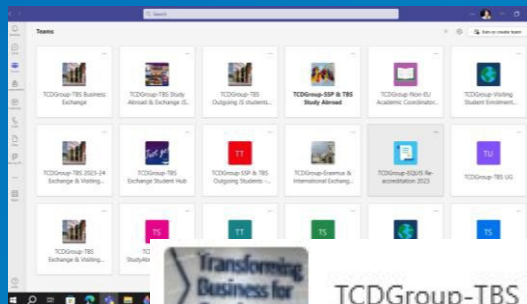 Search
Teams
Join or create team
TCDGroup-TBS Business
Exchange
TCDGroup-TBS Study
Abroad & Exchange IS...
TCDGroup-TBS
Outgoing IS students...
TCDGroup-SSP & TBS
Study Abroad
TCDGroup-Non-EU
Academic Coordinator...
TCDGroup-Visiting
Student Enrolment...
TCDGroup-TBS 2023-24
Exchange & Visiting...
TCDGroup-TBS
Exchange Student Hub
TT
TCDGroup-SSP & TBS
Outgoing Students -...
TCDGroup-Erasmus &
International Exchang...
TCDGroup-EQUIS Re-
accreditation 2023
TU
TCDGroup-TBS UG
TCDGroup-TBS
Exchange & Visiting...
TS
TT
TS
TS
Transforming
Business for
TCDGroup-TBS